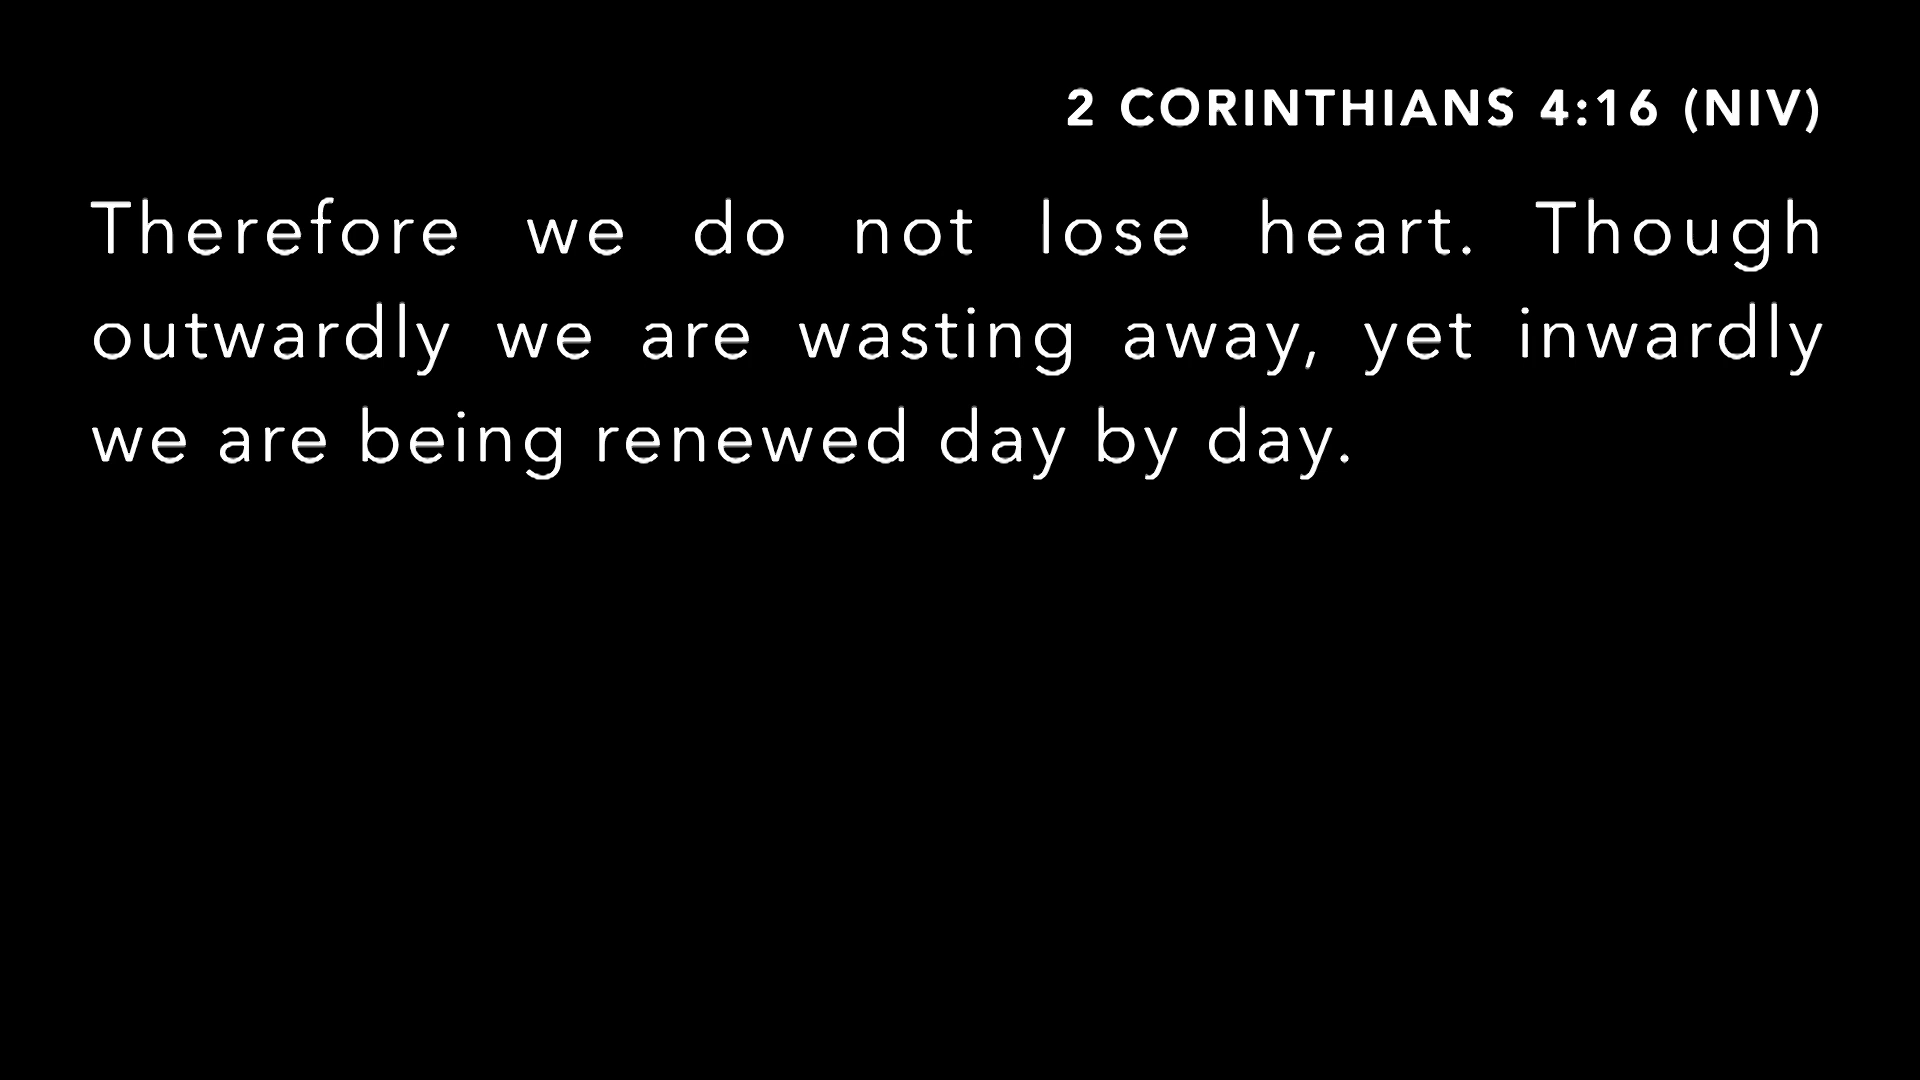 2 CORINTHIANS 4:16 (NIV)
Therefore we do not lose heart. Though
outwardly we are wasting away, yet inwardly
we are being renewed day by day.